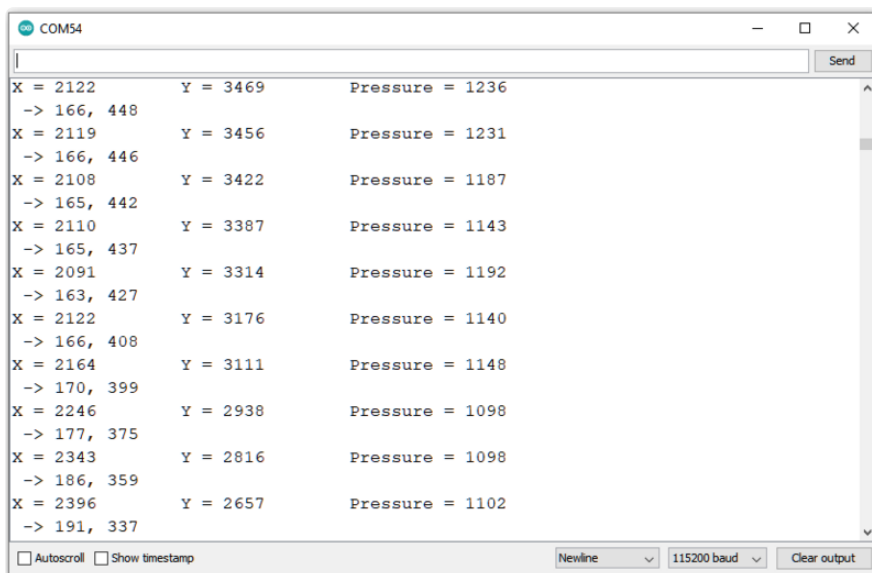 COM54
Send
X = 2122 Y = 3469 Pressure = 1236
-> 166, 448
X = 2119 Y = 3456 Pressure = 1231
-> 166, 446
X = 2108 Y = 3422 Pressure = 1187
-> 165, 442
X = 2110 Y = 3387 Pressure = 1143
-> 165, 437
X = 2091 Y = 3314 Pressure = 1192
-> 163, 427
X = 2122 Y = 3176 Pressure = 1140
-> 166, 408
X = 2164 Y = 3111 Pressure = 1148
-> 170, 399
X = 2246 Y = 2938 Pressure = 1098
-> 177, 375
X = 2343 Y = 2816 Pressure = 1098
-> 186, 359
X = 2396 Y = 2657 Pressure = 1102
-> 191, 337
Autoscroll Show timestamp Newline 115200 baud Clear output